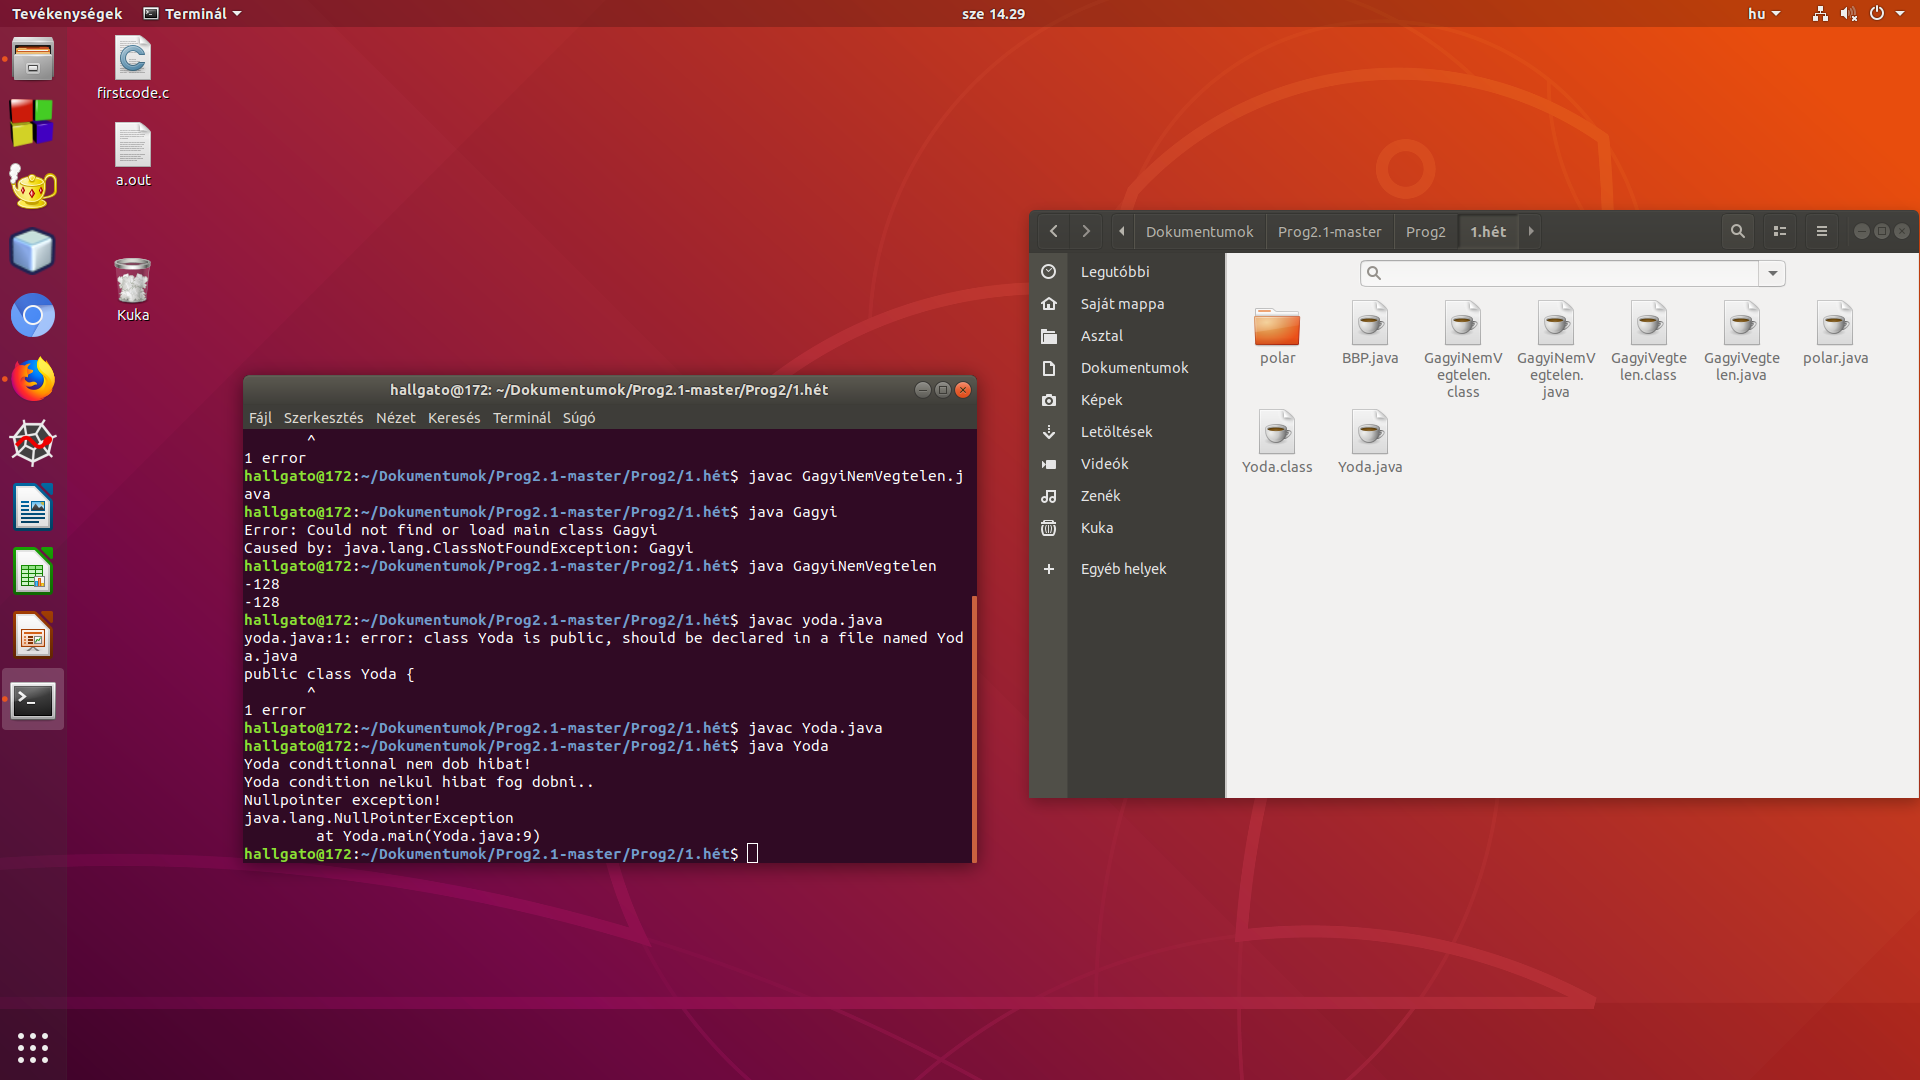 Tevékenységek
Terminál
sze 14.29
hu
firstcode.c
a.out
Kuka
hallgato@172: ~/Dokumentumok/Prog2.1-master/Prog2/1.hét
Fájl Szerkesztés Nézet Keresés Terminál Súgó
^
1 error
hallgato@172:~/Dokumentumok/Prog2.1-master/Prog2/1.hét$ javac GagyiNemVegtelen.j
ava
hallgato@172:~/Dokumentumok/Prog2.1-master/Prog2/1.hét$ java Gagyi
Error: Could not find or load main class Gagyi
Caused by: java.lang.ClassNotFoundException: Gagyi
hallgato@172:~/Dokumentumok/Prog2.1-master/Prog2/1.hét$ java GagyiNemVegtelen
-128
-128
hallgato@172:~/Dokumentumok/Prog2.1-master/Prog2/1.hét$ javac yoda.java
yoda.java:1: error: class Yoda is public, should be declared in a file named Yod
a.java
public class Yoda {
^
1 error
hallgato@172:~/Dokumentumok/Prog2.1-master/Prog2/1.hét$ javac Yoda.java
hallgato@172:~/Dokumentumok/Prog2.1-master/Prog2/1.hét$ java Yoda
Yoda conditionnal nem dob hibat!
Yoda condition nelkul hibat fog dobni..
Nullpointer exception!
java.lang.NullPointerException
at Yoda.main(Yoda.java:9)
hallgato@172:~/Dokumentumok/Prog2.1-master/Prog2/1.hét$
Dokumentumok Prog2.1-master Prog2 1.hét
Legutóbbi
Saját mappa
Asztal
Dokumentumok
Képek
Letöltések
Videók
Zenék
Kuka
Egyéb helyek
polar
BBP.java
GagyiNemV
egtelen.
class
GagyiNemV
egtelen.
java
GagyiVegte
len.class
GagyiVegte
len.java
polar.java
Yoda.class
Yoda.java